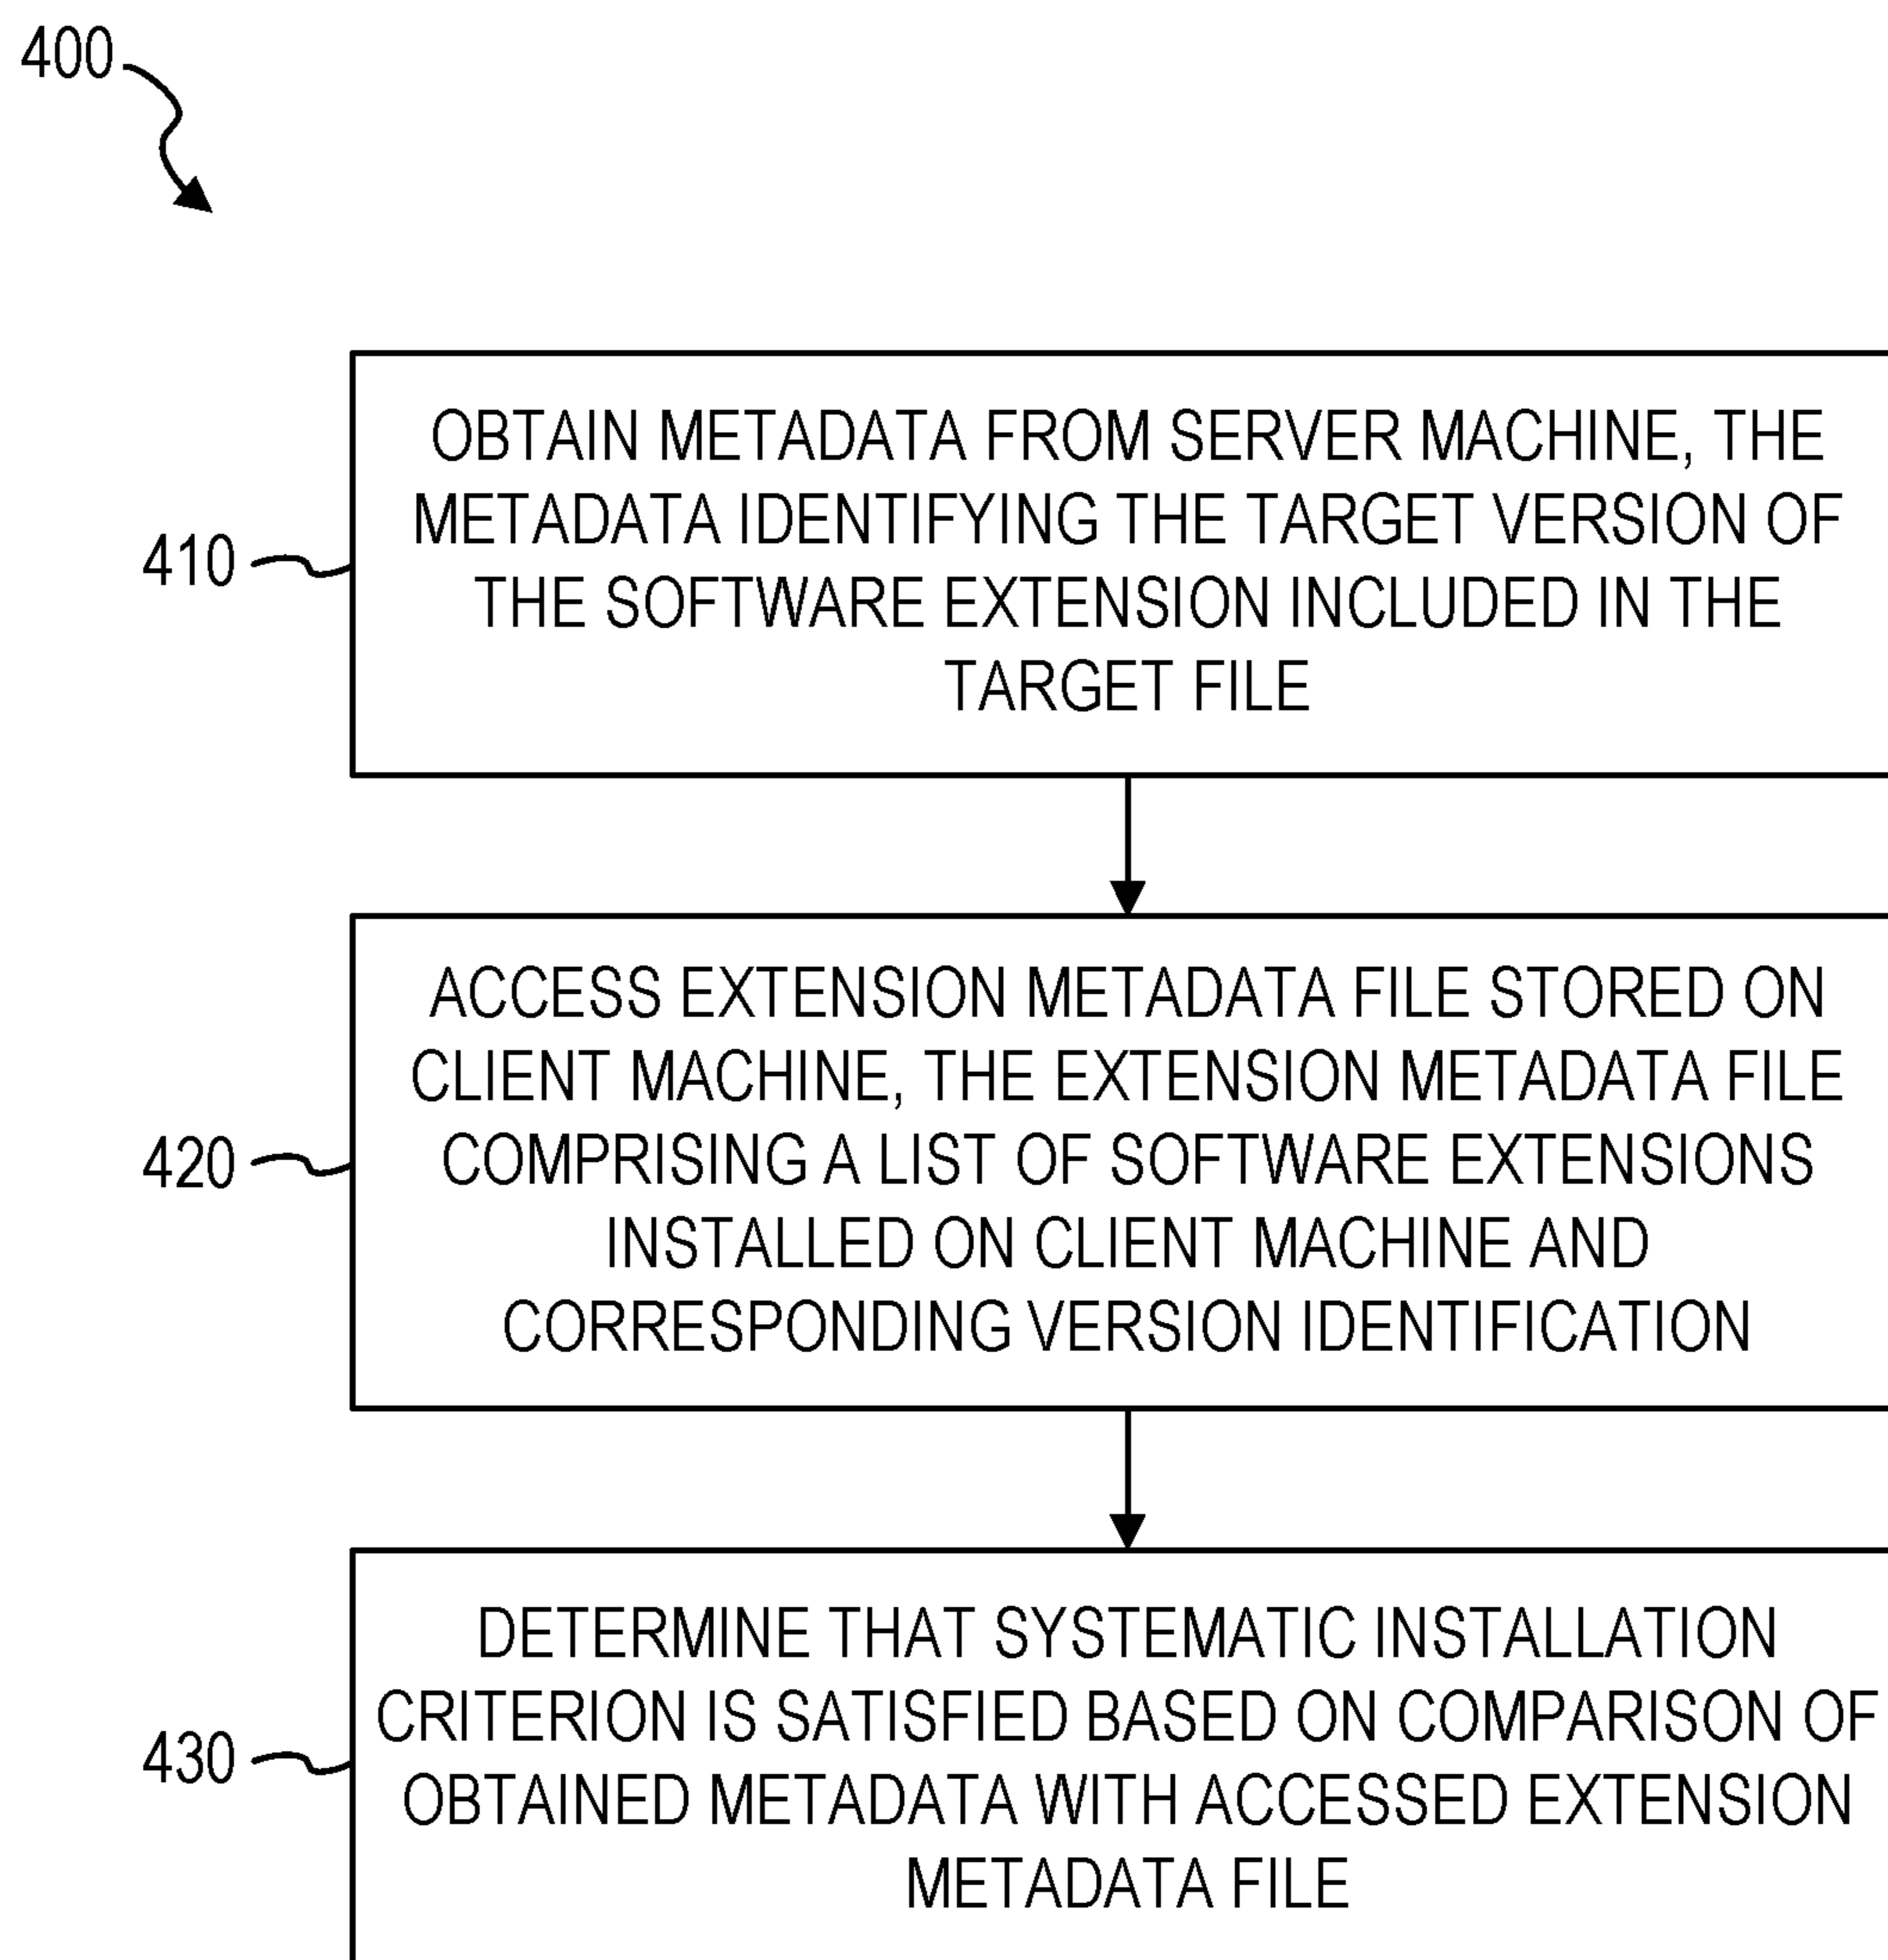 400
410
OBTAIN METADATA FROM SERVER MACHINE, THE
METADATA IDENTIFYING THE TARGET VERSION OF
THE SOFTWARE EXTENSION INCLUDED IN THE
TARGET FILE
420
ACCESS EXTENSION METADATA FILE STORED ON
CLIENT MACHINE, THE EXTENSION METADATA FILE
COMPRISING A LIST OF SOFTWARE EXTENSIONS
INSTALLED ON CLIENT MACHINE AND
CORRESPONDING VERSION IDENTIFICATION
430
DETERMINE THAT SYSTEMATIC INSTALLATION
CRITERION IS SATISFIED BASED ON COMPARISON OF
OBTAINED METADATA WITH ACCESSED EXTENSION
METADATA FILE